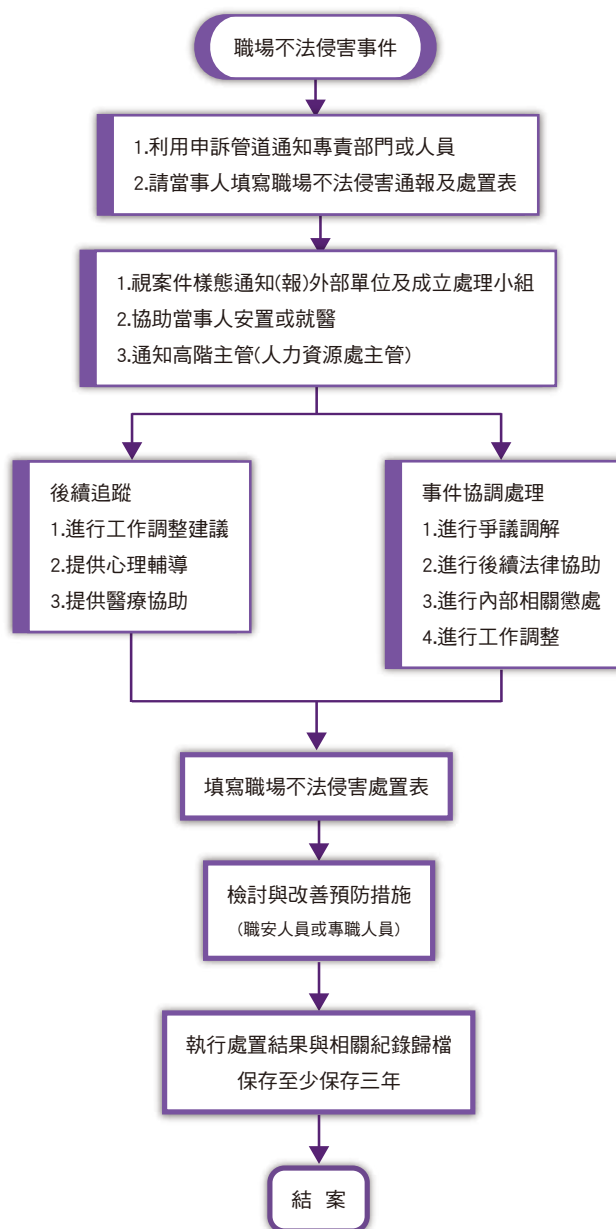 職場不法侵害事件
1.利用申訴管道通知專責部門或人員
2.請當事人填寫職場不法侵害通報及處置表
1.視案件樣態通知(報)外部單位及成立處理小組
2.協助當事人安置或就醫
3.通知高階主管(人力資源處主管)
後續追蹤
1.進行工作調整建議
2.提供心理輔導
3.提供醫療協助
事件協調處理
1.進行爭議調解
2.進行後續法律協助
3.進行內部相關懲處
4.進行工作調整
填寫職場不法侵害處置表
檢討與改善預防措施
(職安人員或專職人員)
執行處置結果與相關紀錄歸檔
保存至少保存三年
結 案